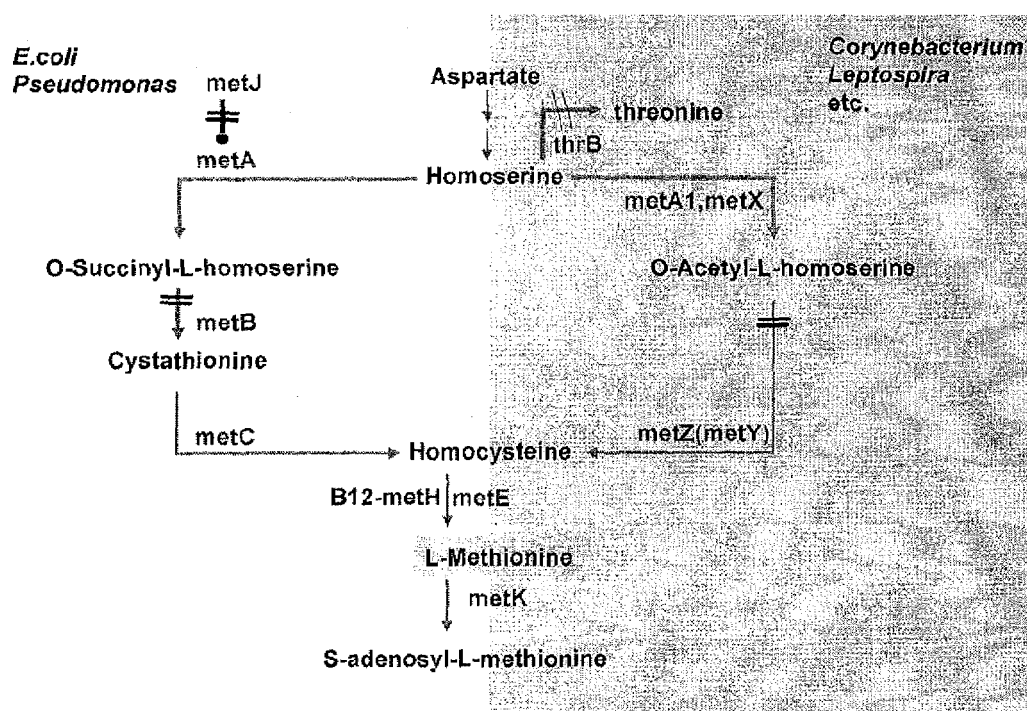 E.coli
Pseudomonas
metJ
metA
Aspartate
threonine
thrB
Corynebacterium
Leptospira
etc.
Homoserine
metA1,metX
O-Succinyl-L-homoserine
O-Acetyl-L-homoserine
metB
Cystathionine
metC
Homocysteine
metZ(metY)
B12-metH
metE
L-Methionine
metK
S-adenosyl-L-methionine